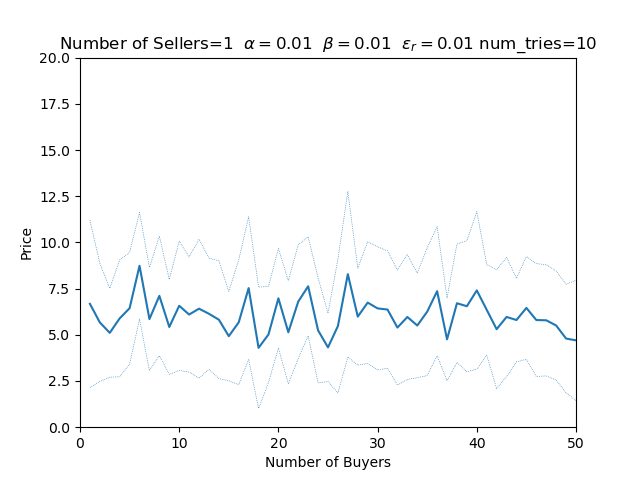 Number of Sellers=1 α = 0.01 β = 0.01 εr = 0.01 num_tries=10
20.0
17.5
15.0
12.5
10.0
7.5
5.0
2.5
0.0
Price
0 10 20 30 40 50
Number of Buyers